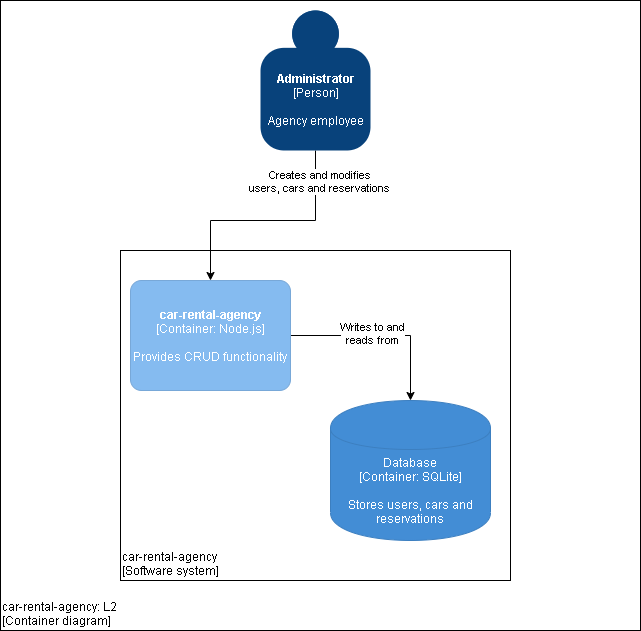 Administrator
[Person]
Agency employee
Creates and modifies
users, cars and reservations
car-rental-agency
[Container: Node.js]
Provides CRUD functionality
Writes to and
reads from
Database
[Container: SQLite]
Stores users, cars and
reservations
car-rental-agency
[Software system]
car-rental-agency: L2
[Container diagram]